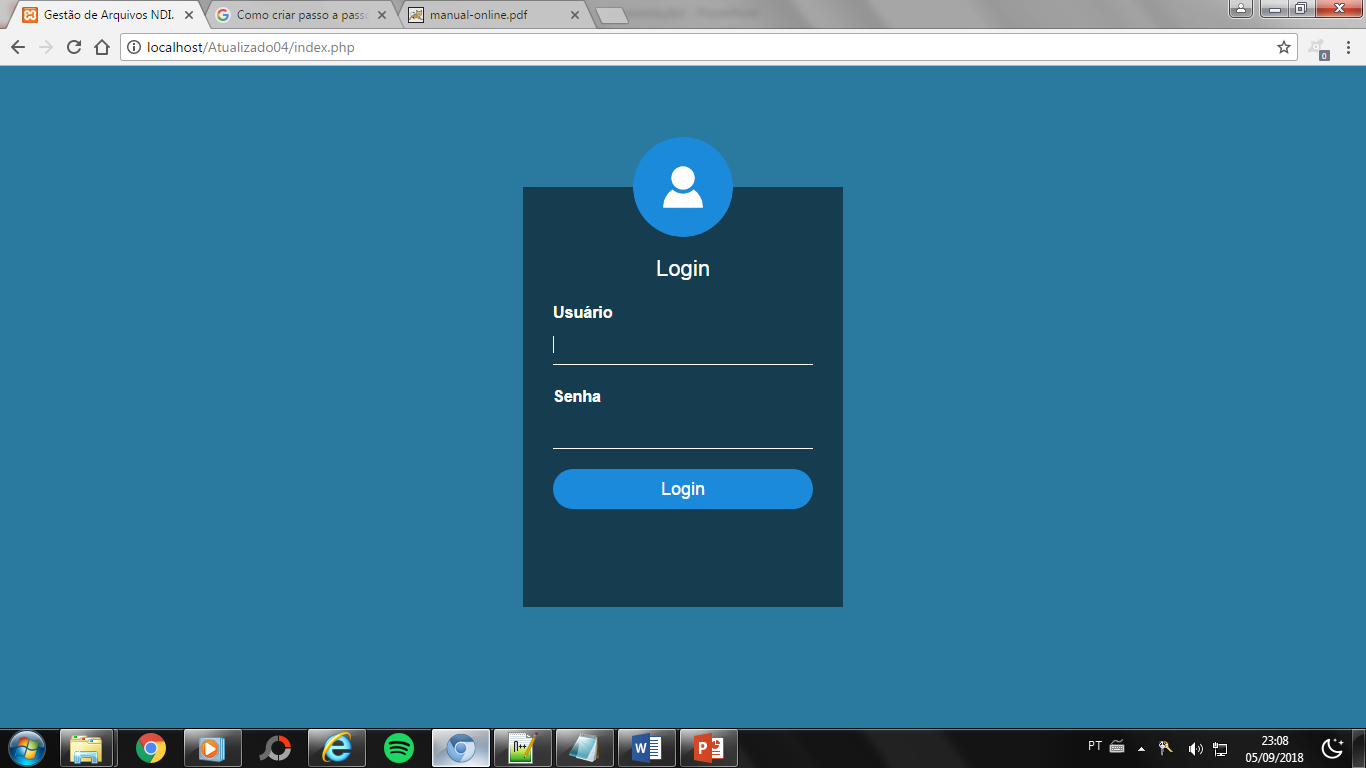 Gestão de Arquivos NDI.
Como criar passo a passo
manual-online.pdf
localhost/Atualizado04/index.php
0
Login
Usuário
Senha
Login
PT
23:08
05/09/2018